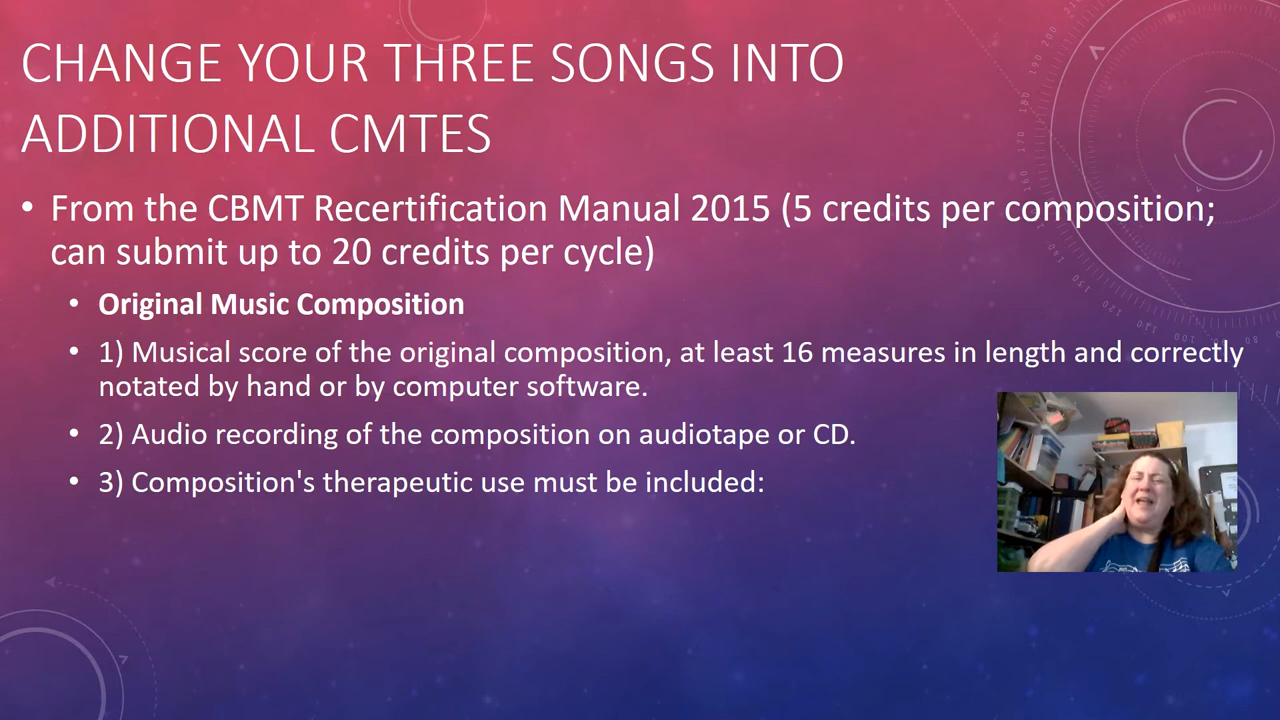 CHANGE YOUR THREE SONGS INTO
ADDITIONAL CMTES
• From the CBMT Recertification Manual 2015 (5 credits per composition;
can submit up to 20 credits per cycle)
• Original Music Composition
• 1) Musical score of the original composition, at least 16 measures in length and correctly
notated by hand or by computer software.
• 2) Audio recording of the composition on audiotape or CD.
• 3) Composition's therapeutic use must be included: